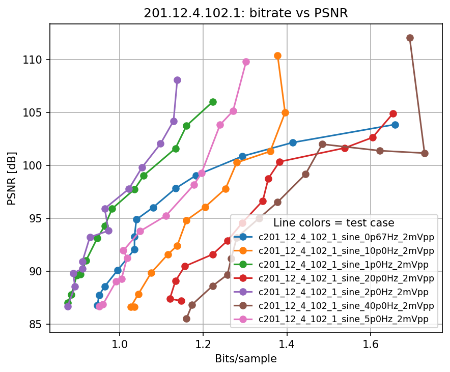 201.12.4.102.1: bitrate vs PSNR
110
105
100
95
90
85
PSNR [dB]
Line colors = test case
c201_12_4_102_1_sine_0p67Hz_2mVpp
c201_12_4_102_1_sine_10p0Hz_2mVpp
c201_12_4_102_1_sine_1p0Hz_2mVpp
c201_12_4_102_1_sine_20p0Hz_2mVpp
c201_12_4_102_1_sine_2p0Hz_2mVpp
c201_12_4_102_1_sine_40p0Hz_2mVpp
c201_12_4_102_1_sine_5p0Hz_2mVpp
1.0 1.2 1.4 1.6
Bits/sample